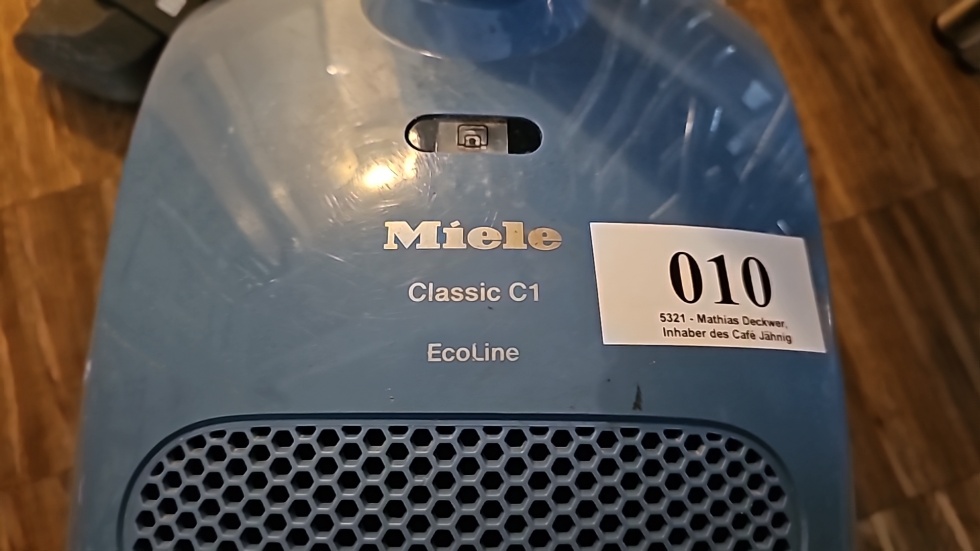 Miele
Classic C1
EcoLine
010
5321 - Mathias Deckwer,
Inhaber des Café Jähnig